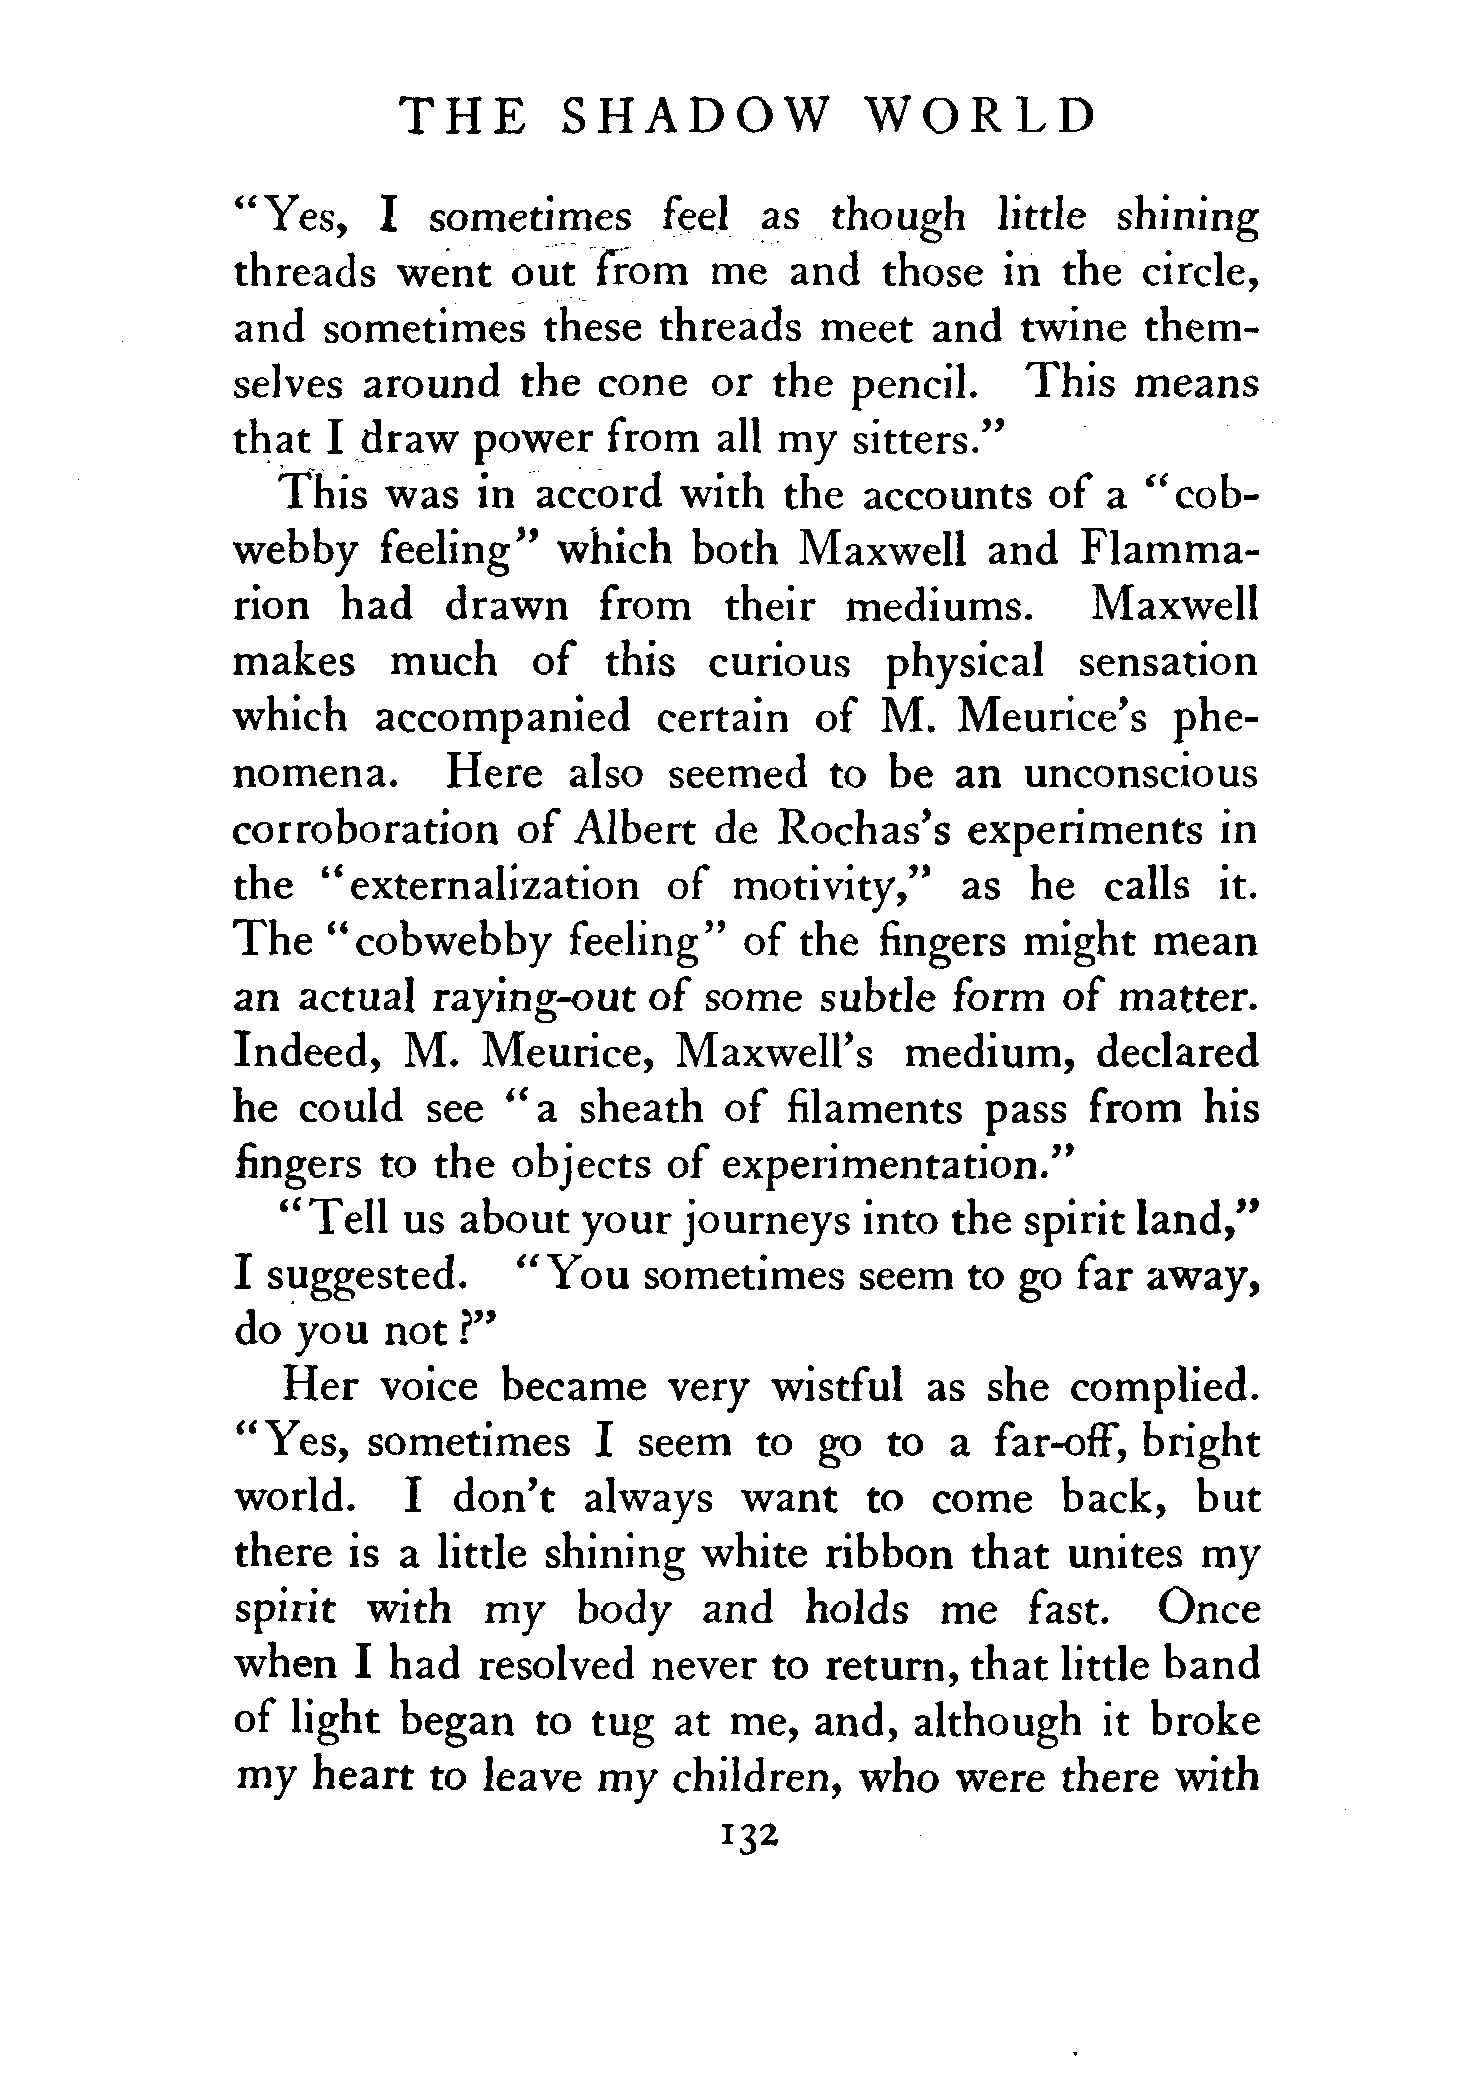 THE SHADOW WORLD
“Yes, I sometimes feel as though little shining
threads went out from me and those in the circle,
and sometimes these threads meet and twine them-
selves around the cone or the pencil. This means
that I draw power from all my sitters.”
This was in accord with the accounts of a “cob-
webby feeling” which both Maxwell and Flamma-
rion had drawn from their mediums. Maxwell
makes much of this curious physical sensation
which accompanied certain of M. Meurice’s phe-
nomena. Here also seemed to be an unconscious
corroboration of Albert de Rochas’s experiments in
the “externalization of motivity,” as he calls it.
The “cobwebby feeling” of the fingers might mean
an actual raying-out of some subtle form of matter.
Indeed, M. Meurice, Maxwell’s medium, declared
he could see “a sheath of filaments pass from his
fingers to the objects of experimentation.”
“Tell us about your journeys into the spirit land,”
I suggested. “You sometimes seem to go far away,
do you not?”
Her voice became very wistful as she complied.
“Yes, sometimes I seem to go to a far-off, bright
world. I don’t always want to come back, but
there is a little shining white ribbon that unites my
spirit with my body and holds me fast. Once
when I had resolved never to return, that little band
of light began to tug at me, and, although it broke
my heart to leave my children, who were there with
132